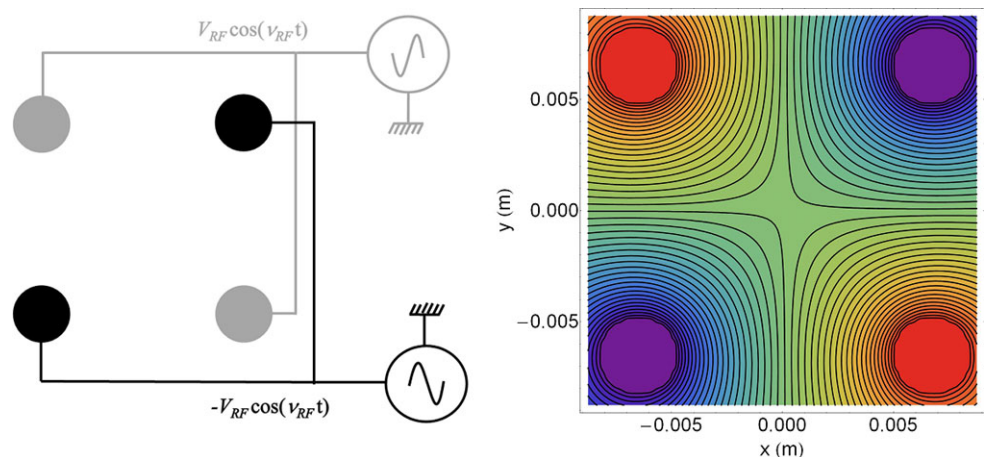 V_RF cos(ν_RF t)
-V_RF cos(ν_RF t)
y (m)
0.005
0.000
−0.005
−0.005 0.000 0.005
x (m)